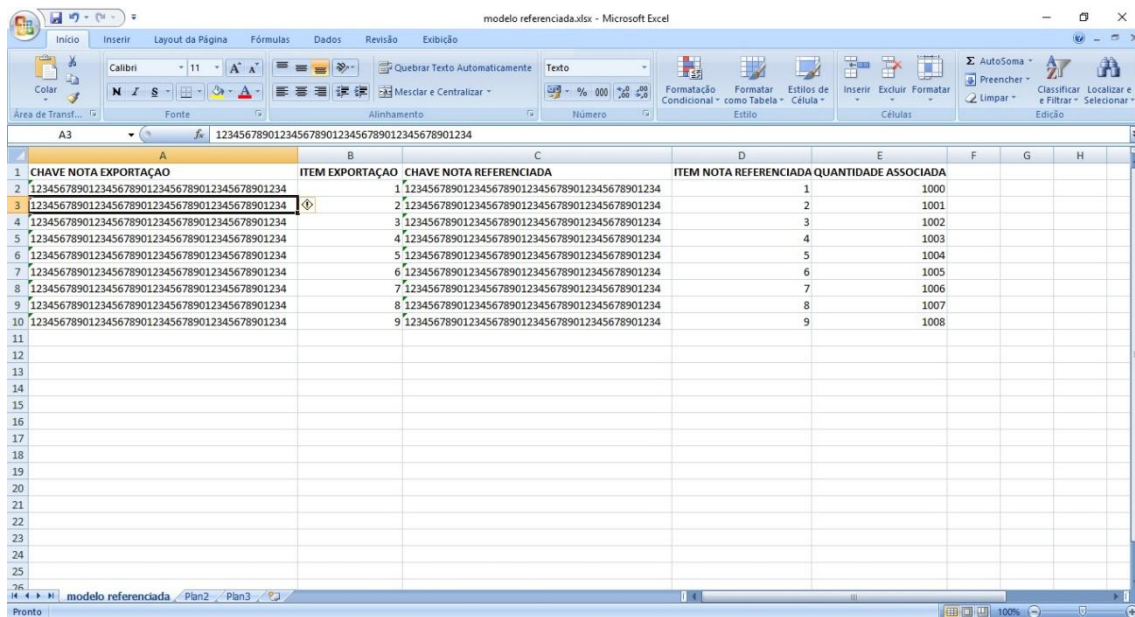 modelo referenciada.xlsx - Microsoft Excel
Início Inserir Layout da Página Fórmulas Dados Revisão Exibição
Colar
Calibri 11 A A
N I S A
Quebrar Texto Automaticamente
Mesclar e Centralizar
Texto
% 000
Formatação Condicional
Formatar como Tabela
Estilos de Célula
Inserir Excluir Formatar
Σ AutoSoma
Preencher
Limpar
Classificar e Filtrar
Localizar e Selecionar
Área de Transf... Fonte Alinhamento Número Estilo Células Edição
A3 fx 12345678901234567890123456789012345678901234
A B C D E F G H
1 CHAVE NOTA EXPORTAÇAO ITEM EXPORTAÇAO CHAVE NOTA REFERENCIADA ITEM NOTA REFERENCIADA QUANTIDADE ASSOCIADA
2 12345678901234567890123456789012345678901234 1 12345678901234567890123456789012345678901234 1 1000
3 12345678901234567890123456789012345678901234 2 12345678901234567890123456789012345678901234 2 1001
4 12345678901234567890123456789012345678901234 3 12345678901234567890123456789012345678901234 3 1002
5 12345678901234567890123456789012345678901234 4 12345678901234567890123456789012345678901234 4 1003
6 12345678901234567890123456789012345678901234 5 12345678901234567890123456789012345678901234 5 1004
7 12345678901234567890123456789012345678901234 6 12345678901234567890123456789012345678901234 6 1005
8 12345678901234567890123456789012345678901234 7 12345678901234567890123456789012345678901234 7 1006
9 12345678901234567890123456789012345678901234 8 12345678901234567890123456789012345678901234 8 1007
10 12345678901234567890123456789012345678901234 9 12345678901234567890123456789012345678901234 9 1008
11
12
13
14
15
16
17
18
19
20
21
22
23
24
25
26
modelo referenciada Plan2 Plan3
Pronto 100%